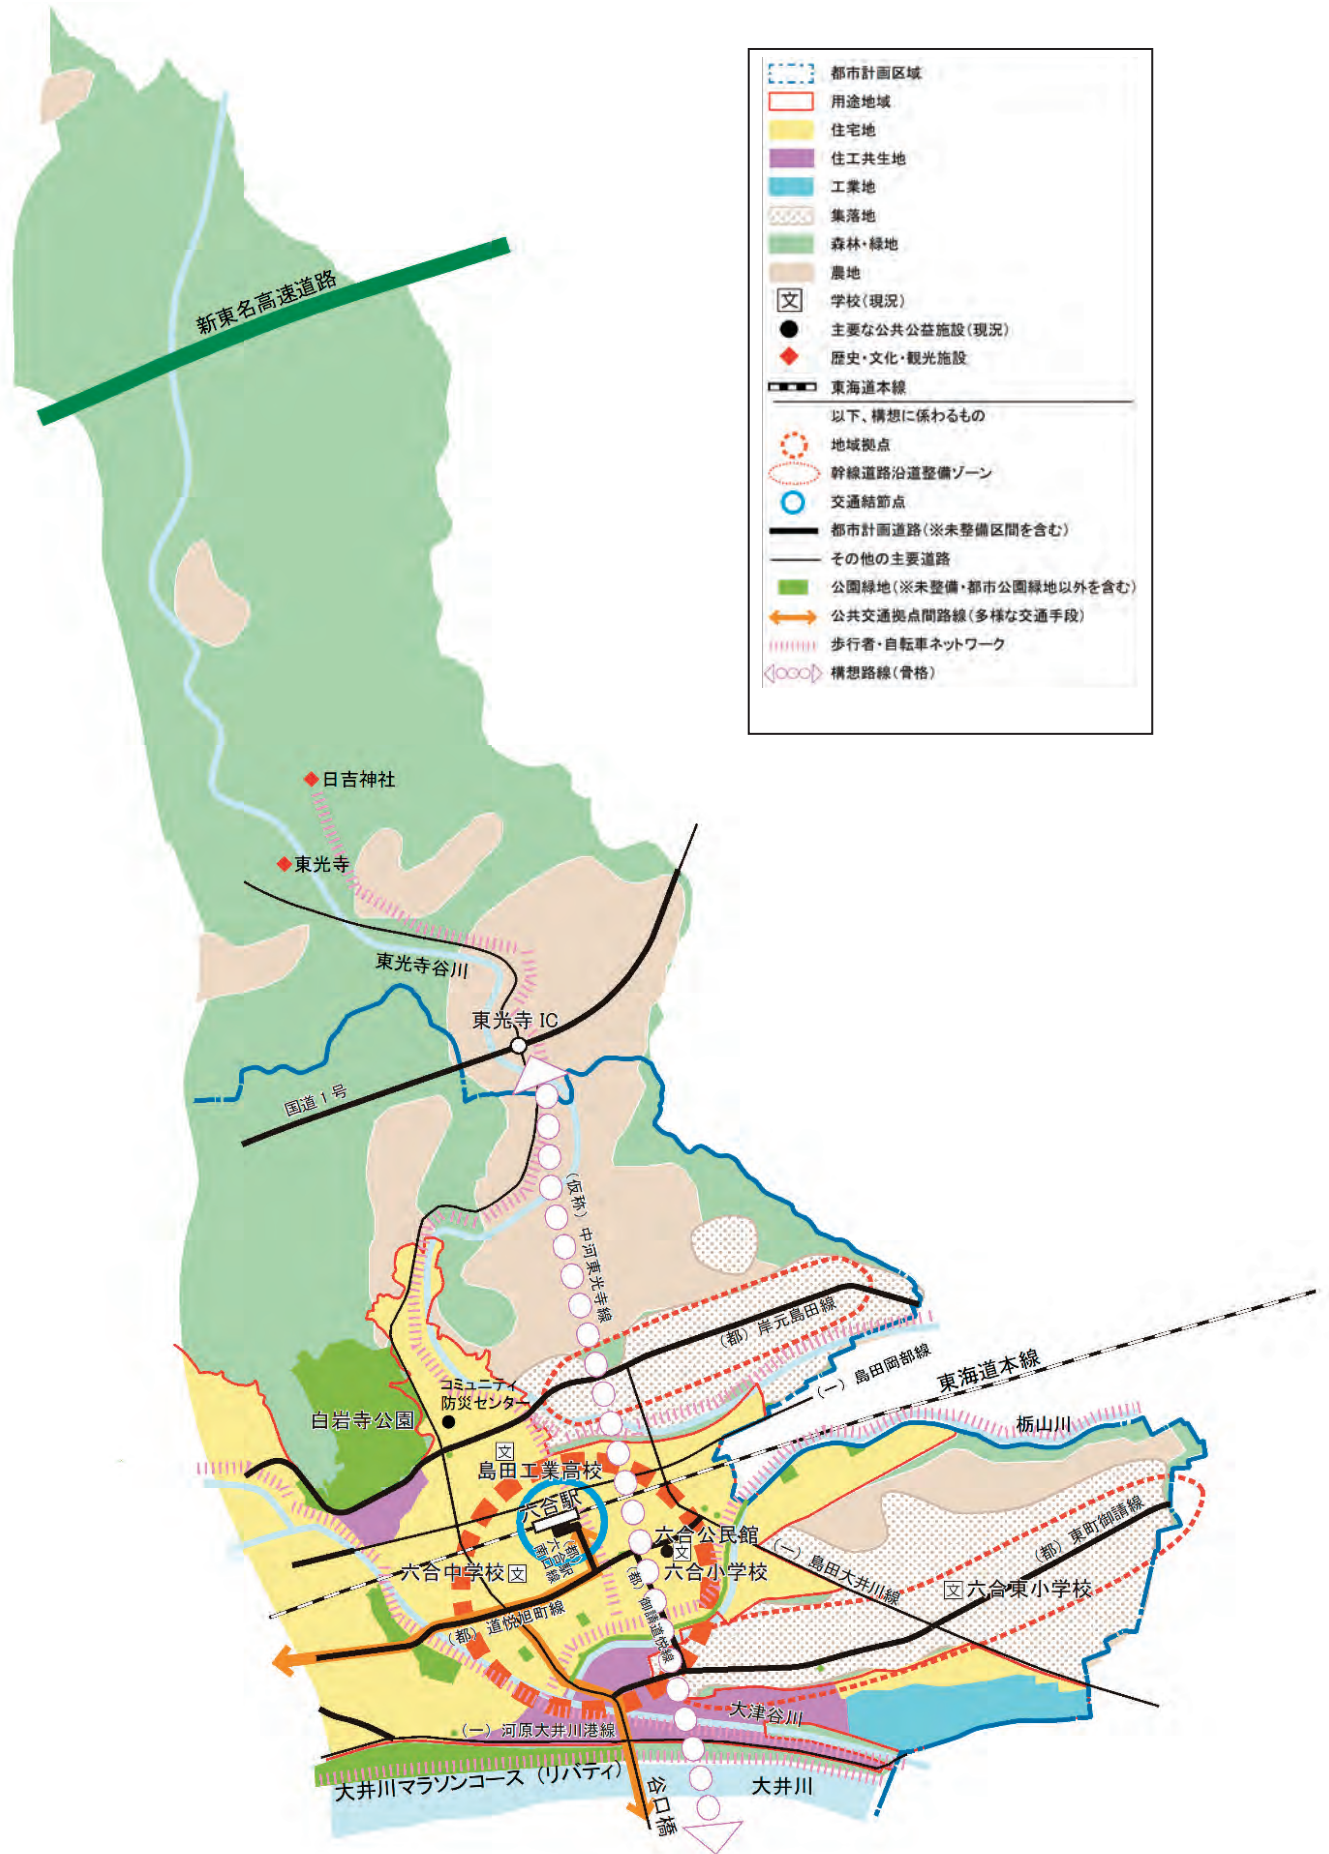 都市計画区域
用途地域
住宅地
住工共生地
工業地
集落地
森林・緑地
農地
文 学校(現況)
主要な公共公益施設(現況)
歴史・文化・観光施設
東海道本線
以下、構想に係わるもの
地域拠点
幹線道路沿道整備ゾーン
交通結節点
都市計画道路(※未整備区間を含む)
その他の主要道路
公園緑地(※未整備・都市公園緑地以外を含む)
公共交通拠点間路線(多様な交通手段)
歩行者・自転車ネットワーク
構想路線(骨格)
新東名高速道路
日吉神社
東光寺
東光寺谷川
東光寺 IC
国道1号
(仮称) 中河東光寺線
(都) 岸元島田線
(一) 島田岡部線
東海道本線
コミュニティ
防災センター
白岩寺公園
栃山川
文
島田工業高校
六合駅
(都)六合駅
南口線
六合公民館
文
六合小学校
六合中学校 文
(都) 東町御請線
(一) 島田大井川線
文 六合東小学校
(都) 道悦旭町線
(都) 御請道悦線
大津谷川
(一) 河原大井川港線
大井川マラソンコース (リバティ)
谷口橋
大井川